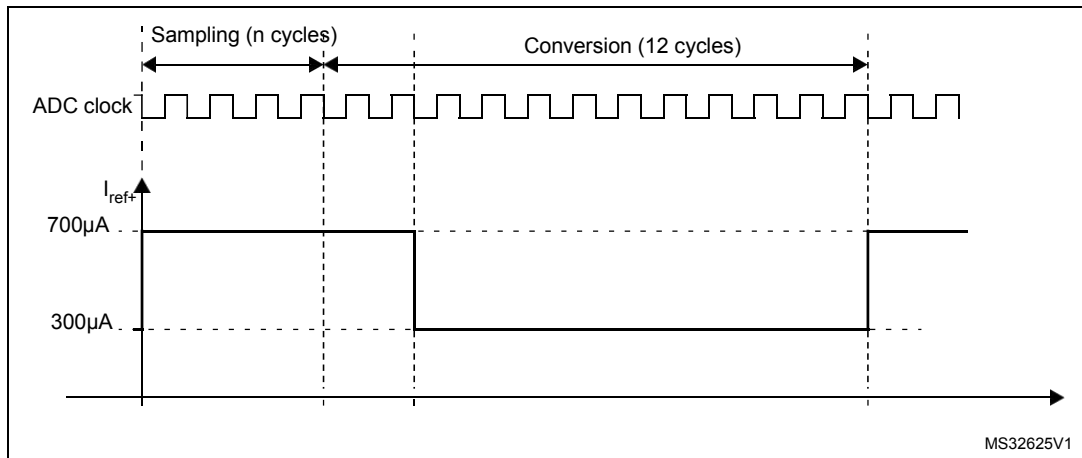 Sampling (n cycles)
Conversion (12 cycles)
ADC clock
Iref+
700µA
300µA
MS32625V1